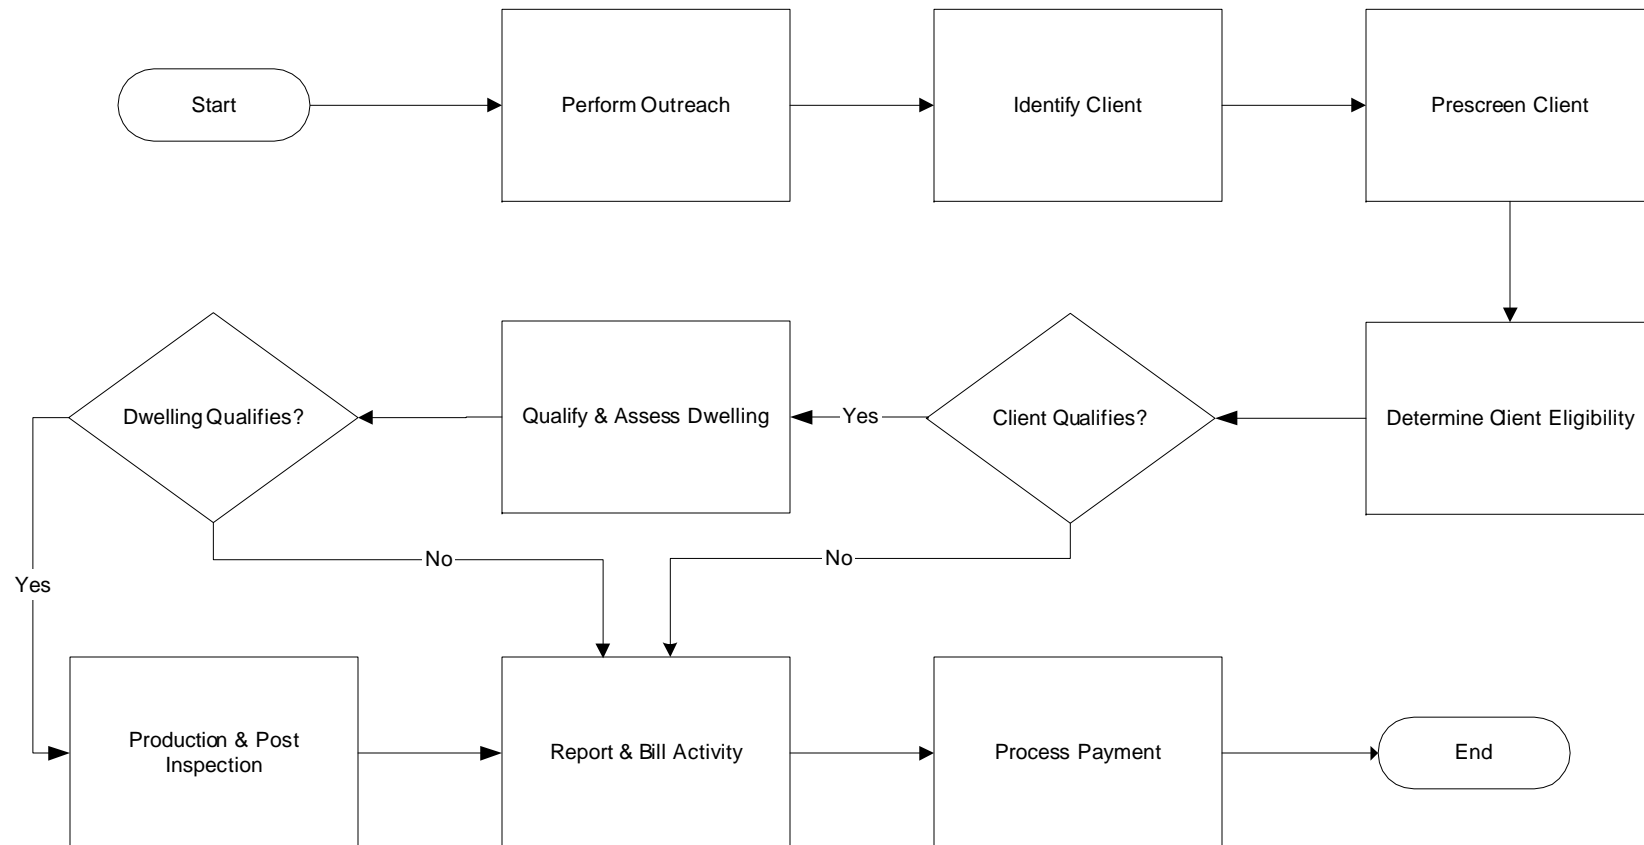 Start
Perform Outreach
Identify Client
Prescreen Client
Dwelling Qualifies?
Qualify & Assess Dwelling
Yes
Client Qualifies?
Determine Client Eligibility
No
No
Yes
Production & Post
Inspection
Report & Bill Activity
Process Payment
End